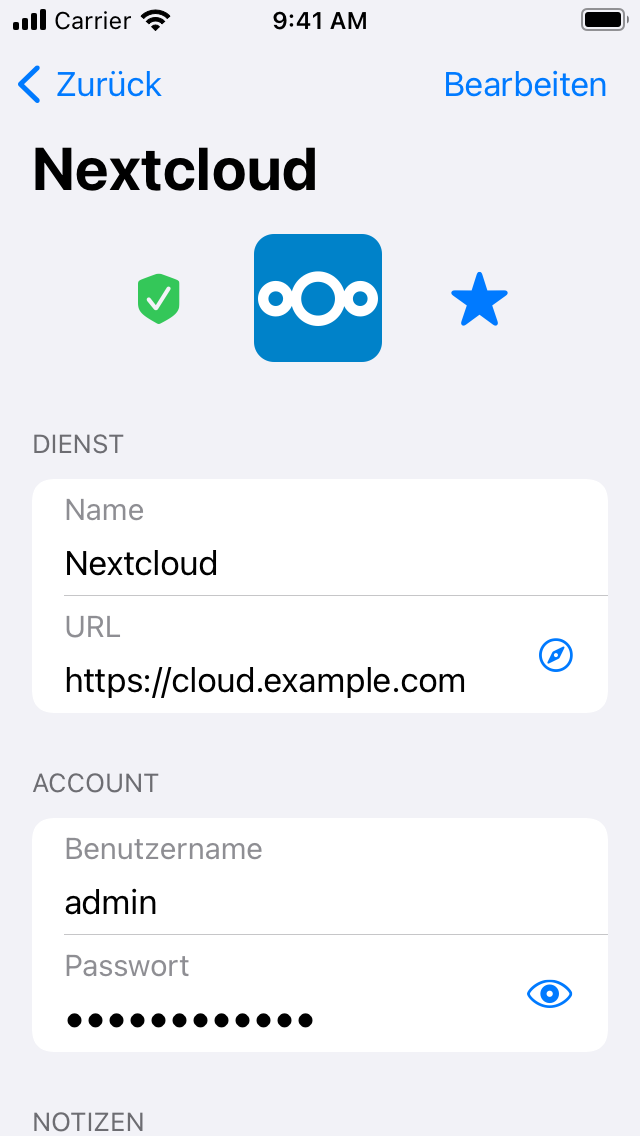 Carrier 9:41 AM
Zurück Bearbeiten
Nextcloud
DIENST
Name
Nextcloud
URL
https://cloud.example.com
ACCOUNT
Benutzername
admin
Passwort
●●●●●●●●●●●●
NOTIZEN